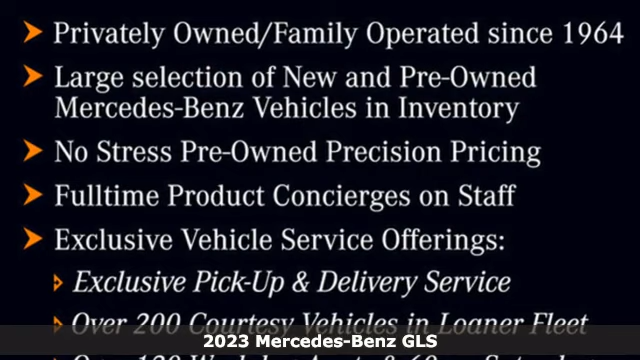 Privately Owned/Family Operated since 1964
Large selection of New and Pre-Owned
Mercedes-Benz Vehicles in Inventory
No Stress Pre-Owned Precision Pricing
Fulltime Product Concierges on Staff
Exclusive Vehicle Service Offerings:
Exclusive Pick-Up & Delivery Service
Over 200 Courtesy Vehicles in Loaner Fleet
2023 Mercedes-Benz GLS